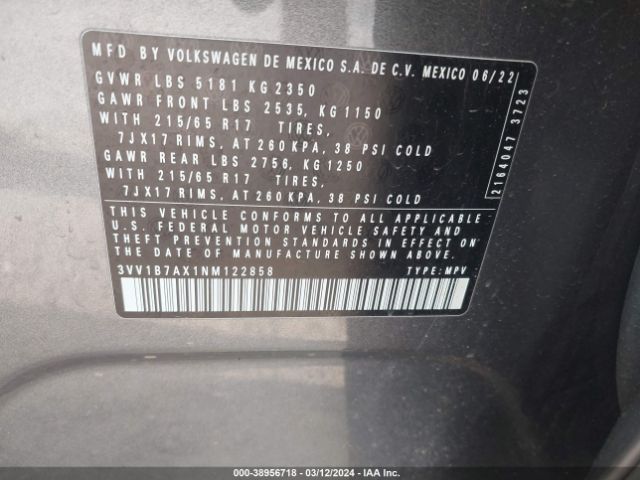 MFD BY VOLKSWAGEN DE MEXICO S.A. DE C.V. MEXICO 06/22
GVWR LBS 5181 KG 2350
GAWR FRONT LBS 2535, KG 1150
WITH 215/65 R17 TIRES,
7JX17 RIMS, AT 260 KPA, 38 PSI COLD
GAWR REAR LBS 2756, KG 1250
WITH 215/65 R17 TIRES,
7JX17 RIMS, AT 260 KPA, 38 PSI COLD
2164047 3723
THIS VEHICLE CONFORMS TO ALL APPLICABLE
U.S. FEDERAL MOTOR VEHICLE SAFETY AND
THEFT PREVENTION STANDARDS IN EFFECT ON
THE DATE OF MANUFACTURE SHOWN ABOVE.
3VV1B7AX1NM122858 TYPE: MPV
000-38956718 - 03/12/2024 - IAA Inc.